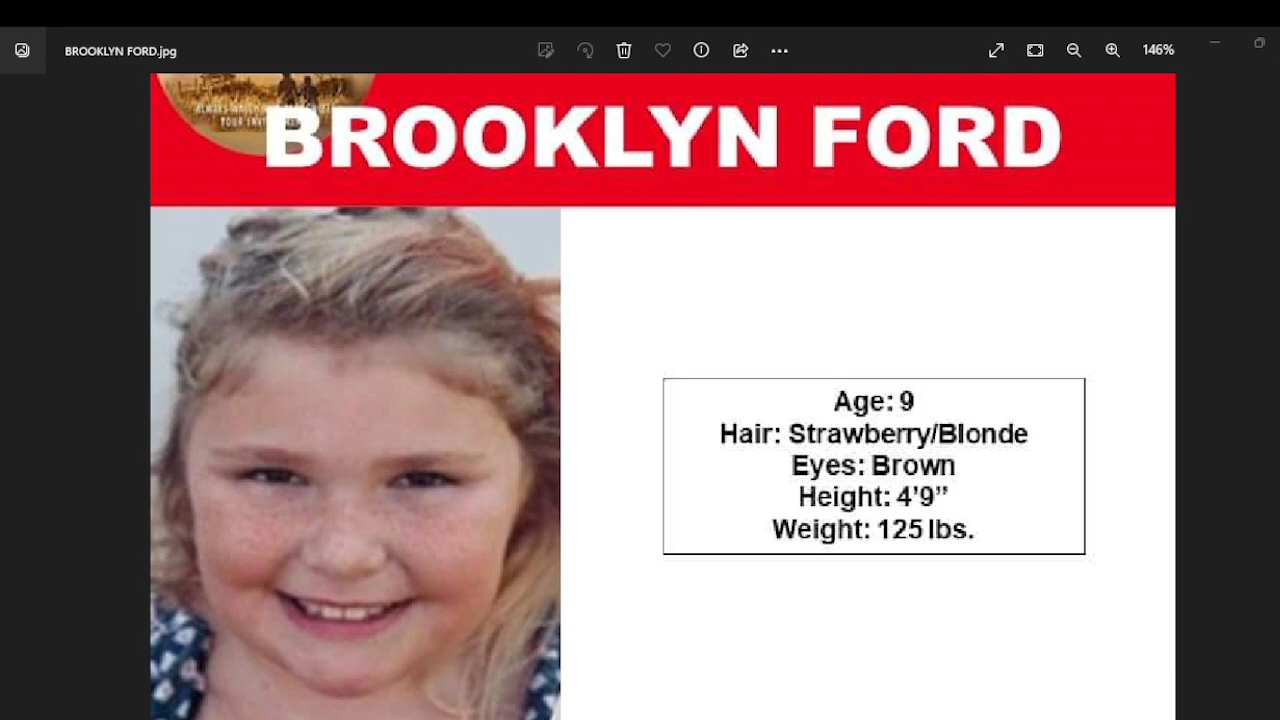 BROOKLYN FORD.jpg
146%
YOUR
BROOKLYN FORD
Age: 9
Hair: Strawberry/Blonde
Eyes: Brown
Height: 4’9”
Weight: 125 lbs.